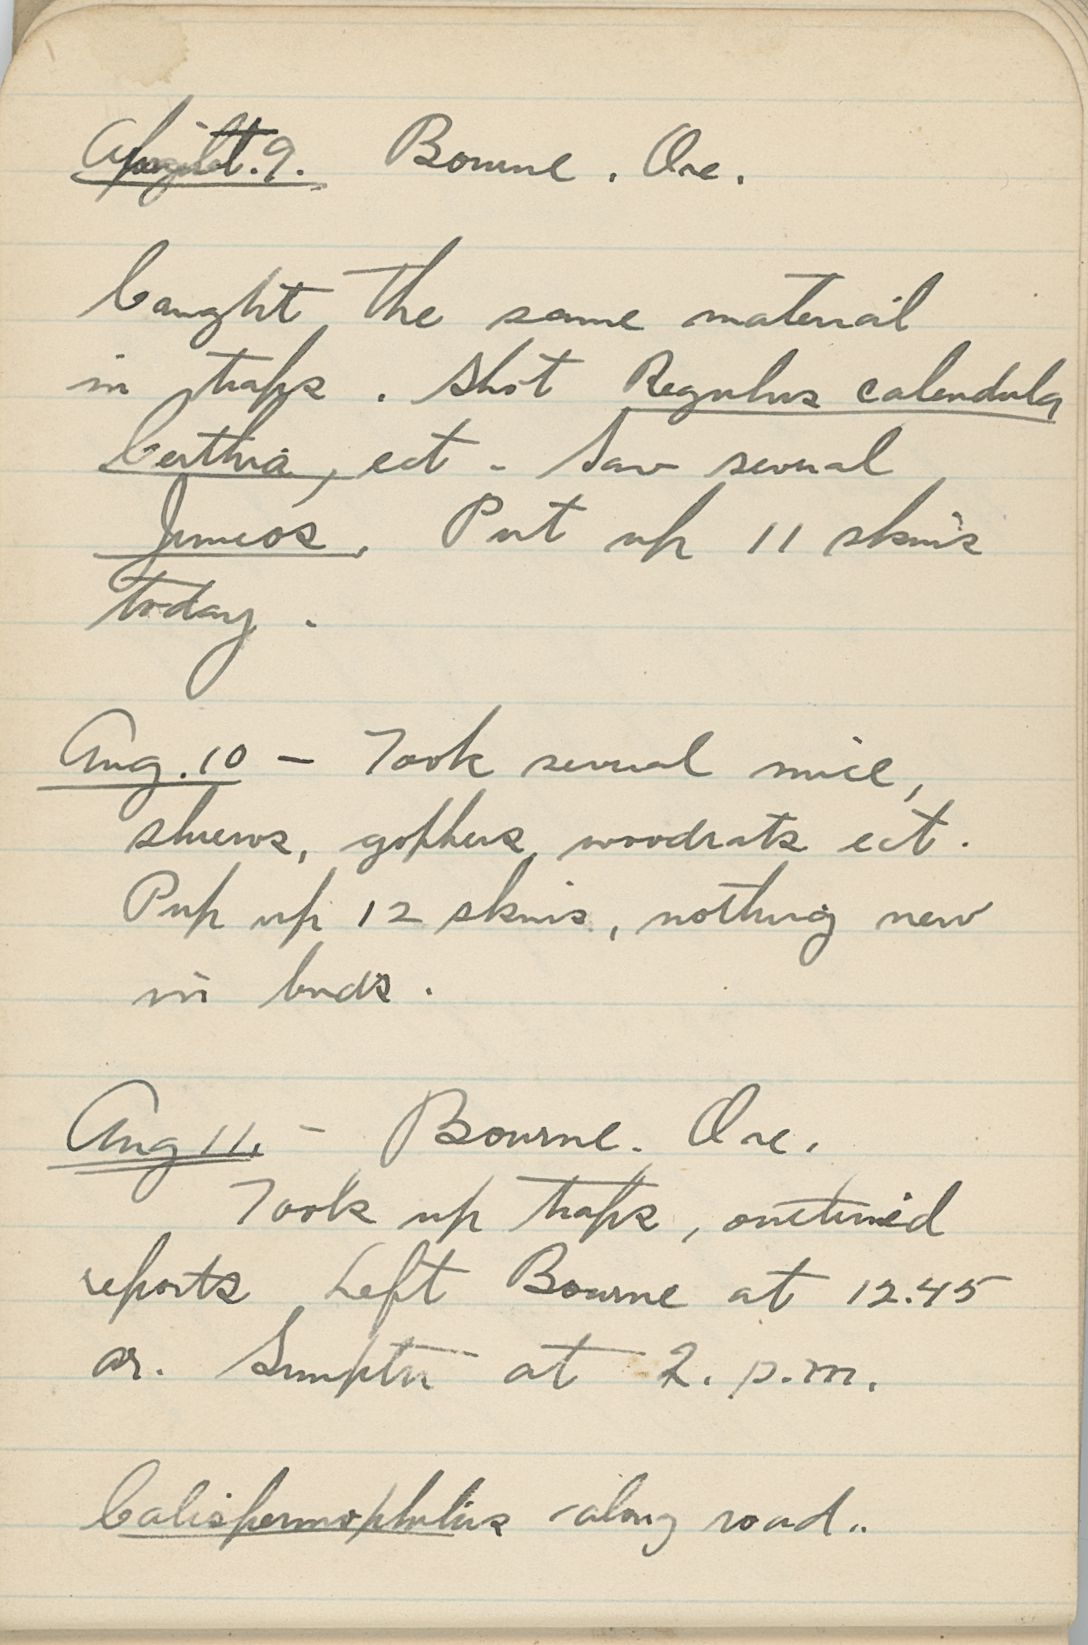 August 9. Bourne. Ore.
Caught the same material
in traps. Shot Regulus calendula
Certhia, ect. Saw several
Juncos. Put up 11 skins
today.
Aug. 10 – Took several mice,
shrews, gophers, woodrats ect.
Pup up 12 skins, nothing new
in birds.
Aug 11. – Bourne. Ore.
Took up traps,
reports Left Bourne at 12.45
ar. Sumpter at 2. p.m.
Calispermophilus along road..